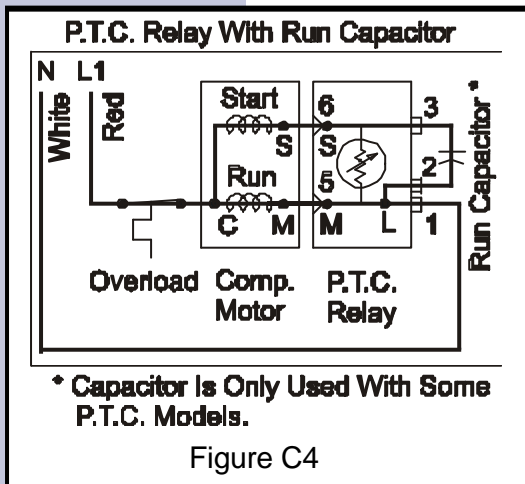 P.T.C. Relay With Run Capacitor
N L1
White
Red
Start
S
Run
C
M
6
S
5
M
L
3
2
1
Run Capacitor *
Overload
Comp.
Motor
P.T.C.
Relay
* Capacitor Is Only Used With Some
P.T.C. Models.
Figure C4